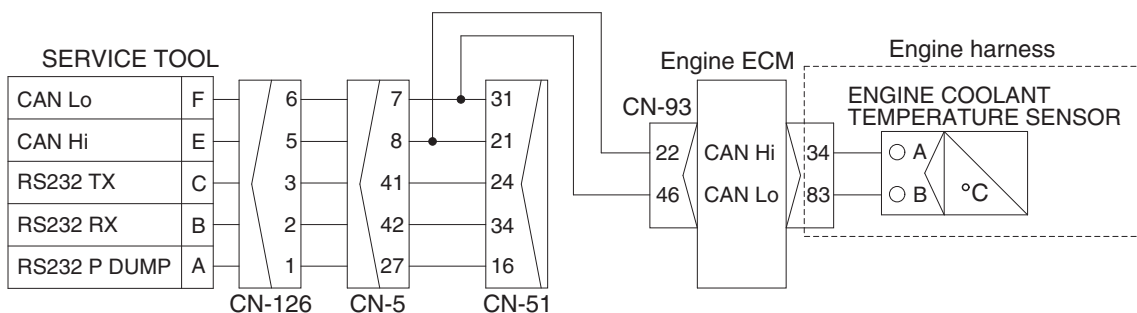 SERVICE TOOL
CAN Lo F 6 7 31
CAN Hi E 5 8 21
RS232 TX C 3 41 24
RS232 RX B 2 42 34
RS232 P DUMP A 1 27 16
CN-126 CN-5 CN-51
Engine ECM
CN-93
22 CAN Hi 34
46 CAN Lo 83
Engine harness
ENGINE COOLANT
TEMPERATURE SENSOR
A
B
°C